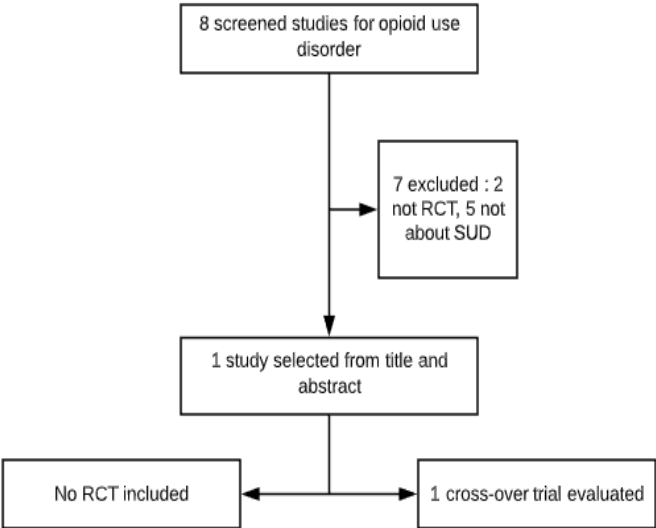 8 screened studies for opioid use
disorder
7 excluded : 2
not RCT, 5 not
about SUD
1 study selected from title and
abstract
No RCT included
1 cross-over trial evaluated